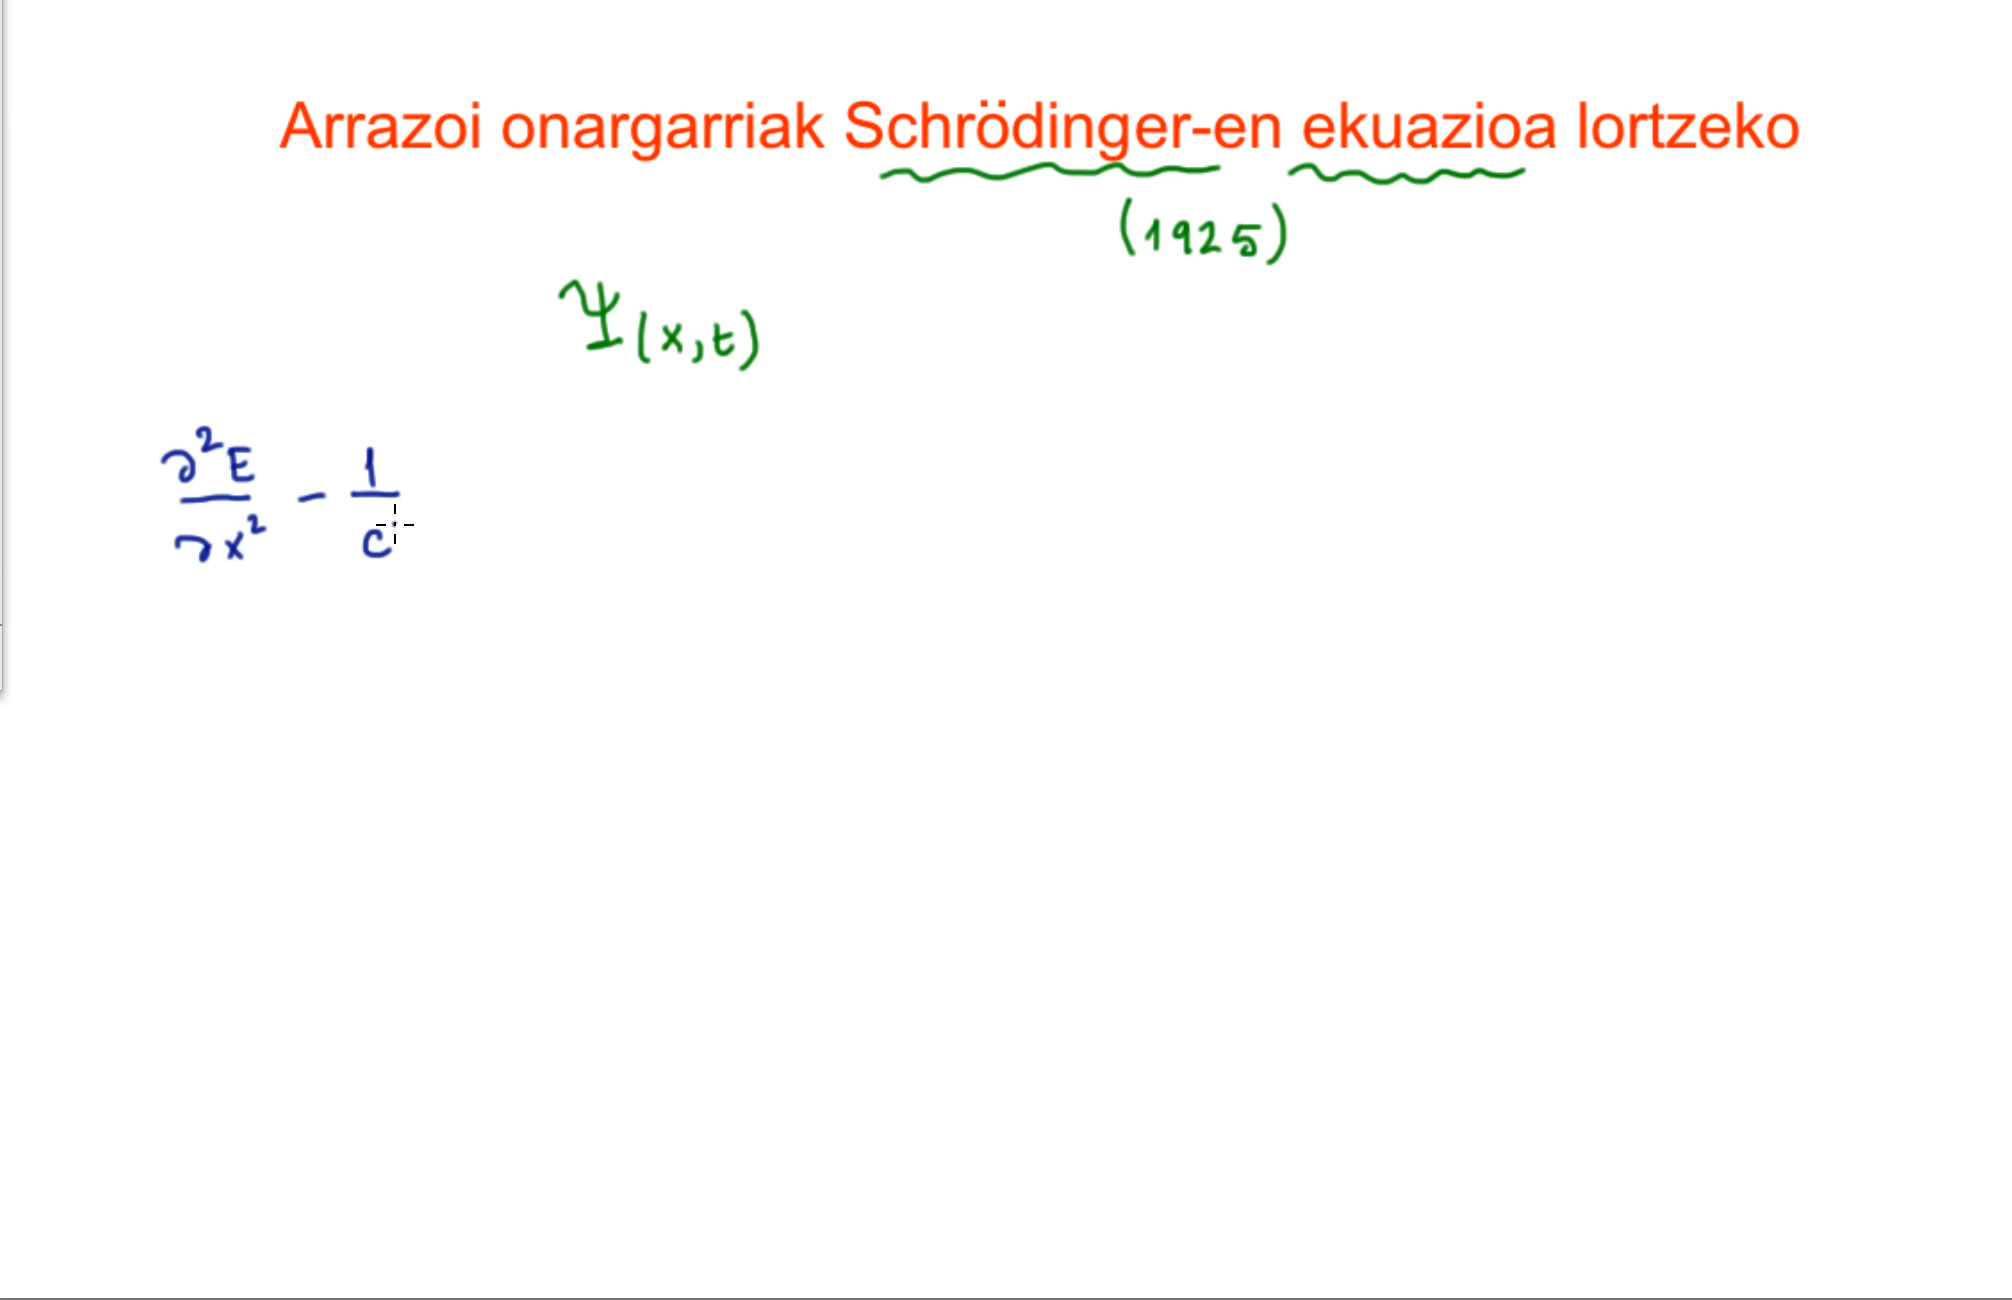 Arrazoi onargarriak Schrödinger-en ekuazioa lortzeko
(1925)
Ψ(x,t)
∂²E/∂x² - 1/c